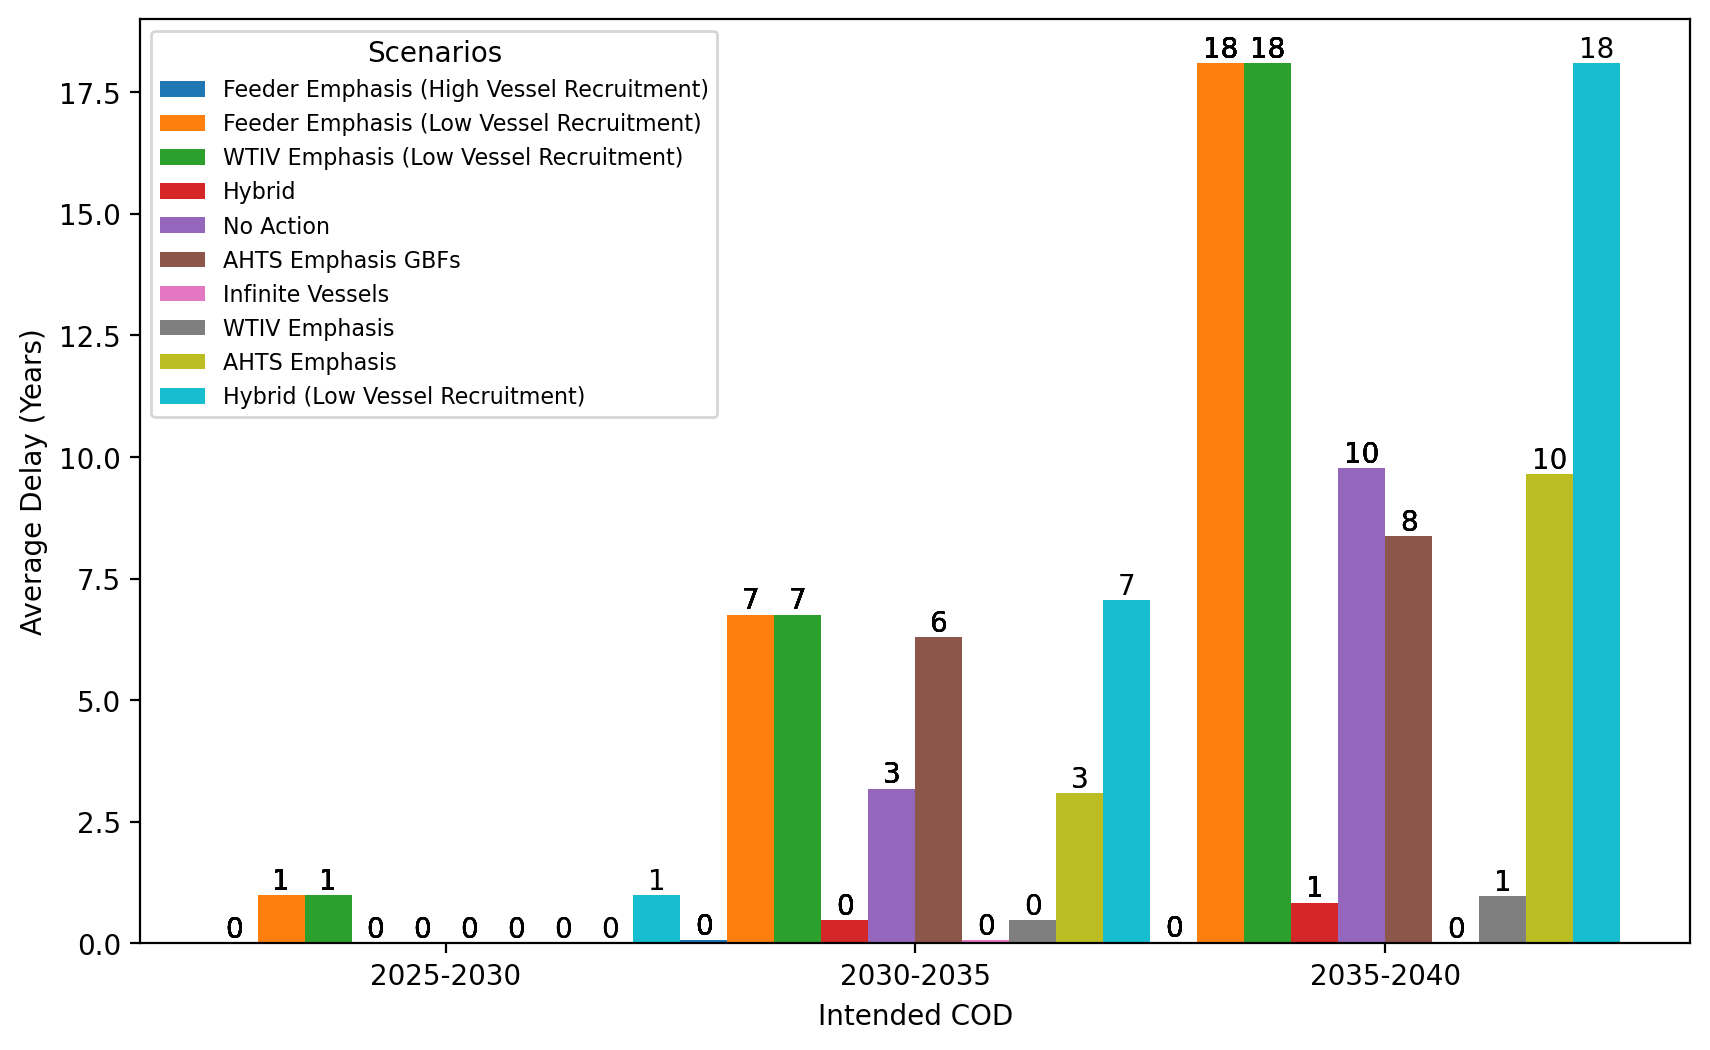 Scenarios
Feeder Emphasis (High Vessel Recruitment)
Feeder Emphasis (Low Vessel Recruitment)
WTIV Emphasis (Low Vessel Recruitment)
Hybrid
No Action
AHTS Emphasis GBFs
Infinite Vessels
WTIV Emphasis
AHTS Emphasis
Hybrid (Low Vessel Recruitment)
Average Delay (Years)
17.5
15.0
12.5
10.0
7.5
5.0
2.5
0.0
0 1 1 0 0 0 0 0 0 1
0 7 7 0 3 6 0 0 3 7
0 18 18 1 10 8 0 1 10 18
2025-2030 2030-2035 2035-2040
Intended COD